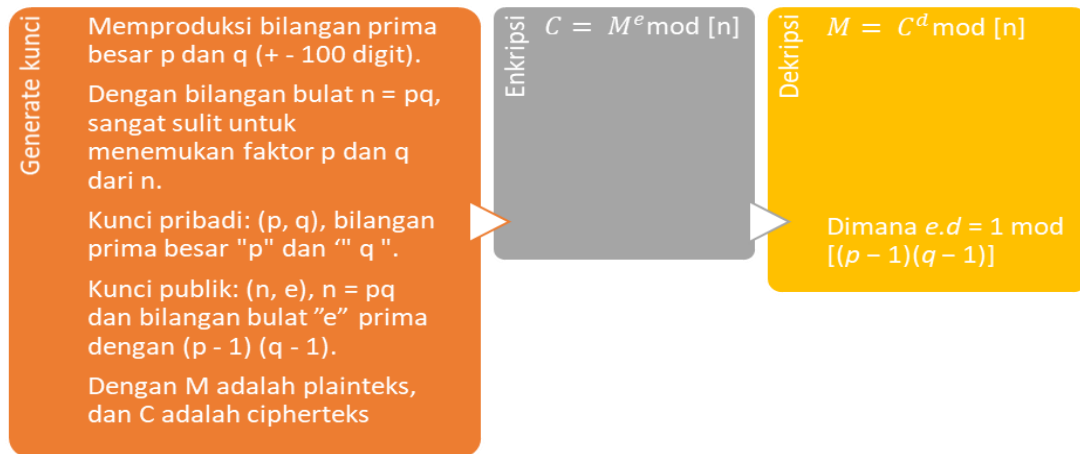 Generate kunci
Memproduksi bilangan prima
besar p dan q (+ - 100 digit).
Dengan bilangan bulat n = pq,
sangat sulit untuk
menemukan faktor p dan q
dari n.
Kunci pribadi: (p, q), bilangan
prima besar "p" dan ‘" q ".
Kunci publik: (n, e), n = pq
dan bilangan bulat ”e” prima
dengan (p - 1) (q - 1).
Dengan M adalah plainteks,
dan C adalah cipherteks
Enkripsi
C = Mᵉ mod [n]
Dekripsi
M = Cᵈ mod [n]
Dimana e.d = 1 mod
[(p – 1)(q – 1)]